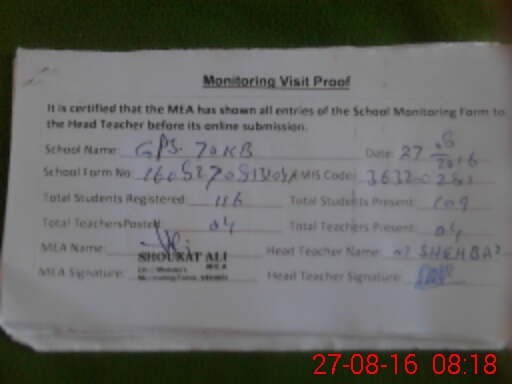 Monitoring Visit Proof
It is certified that the MEA has shown all entries of the School Monitoring Form to
the Head Teacher before its online submission.
School Name: GPS. 70KB Date: 27
School Form No: EMIS Code:
Total Students Registered: 116 Total Students Present: 109
Total Teachers Posted: 04 Total Teachers Present: 04
MEA Name: Head Teacher Name:
SHOUKAT ALI
MEA Signature: Head Teacher Signature:
27-08-16 08:18